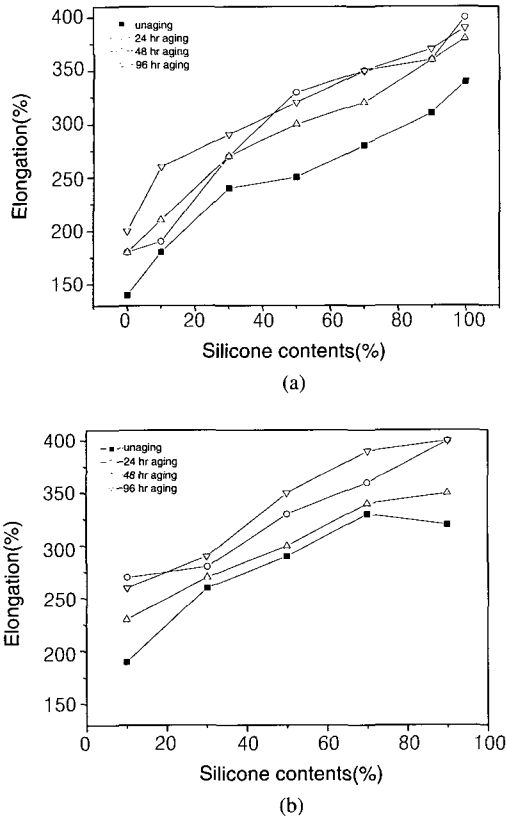 400
350
300
250
200
150
Elongation(%)
unaging
24 hr aging
48 hr aging
96 hr aging
0 20 40 60 80 100
Silicone contents(%)
(a)
400
350
300
250
200
150
Elongation(%)
unaging
24 hr aging
48 hr aging
96 hr aging
0 20 40 60 80 100
Silicone contents(%)
(b)